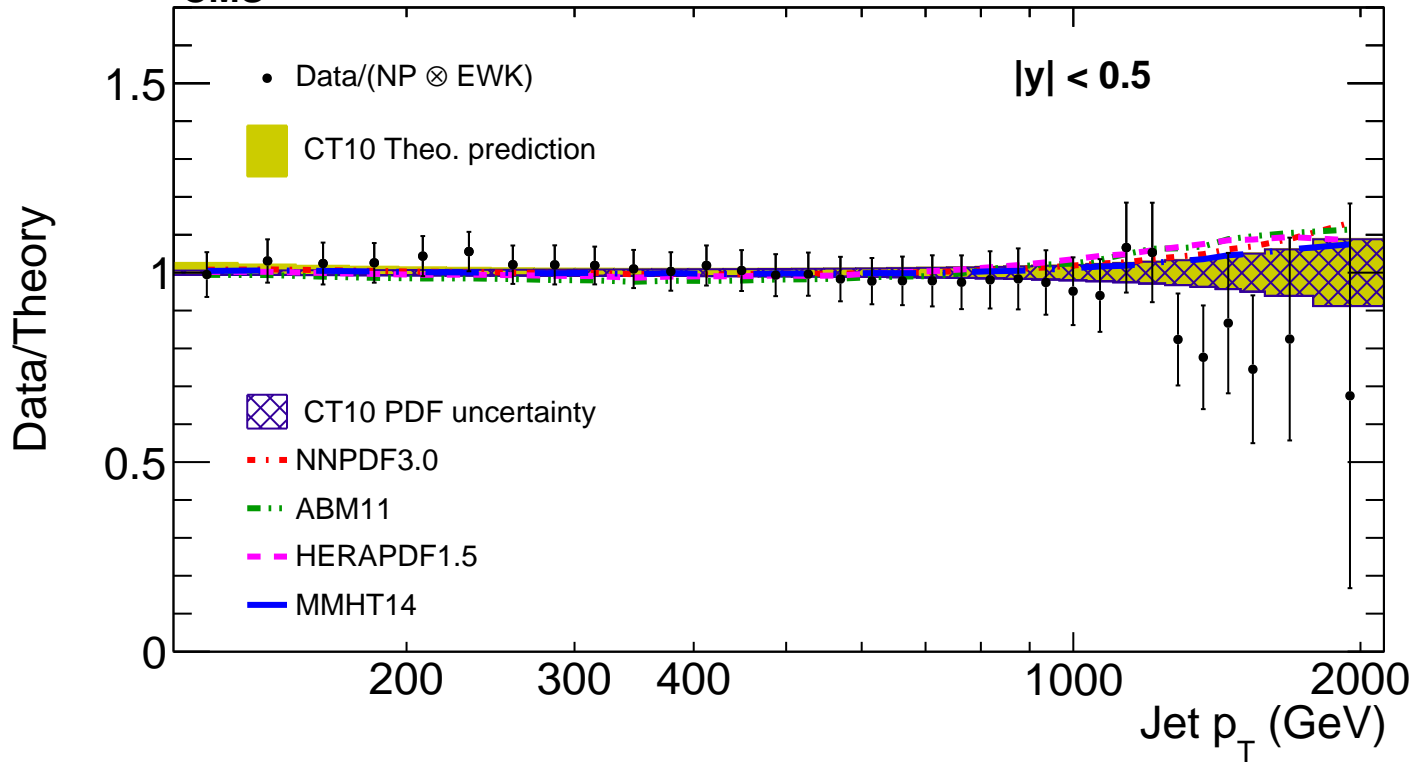 Data/(NP ⊗ EWK)
|y| < 0.5
CT10 Theo. prediction
CT10 PDF uncertainty
NNPDF3.0
ABM11
HERAPDF1.5
MMHT14
Data/Theory
1.5
1
0.5
0
200 300 400 1000 2000
Jet p_T (GeV)